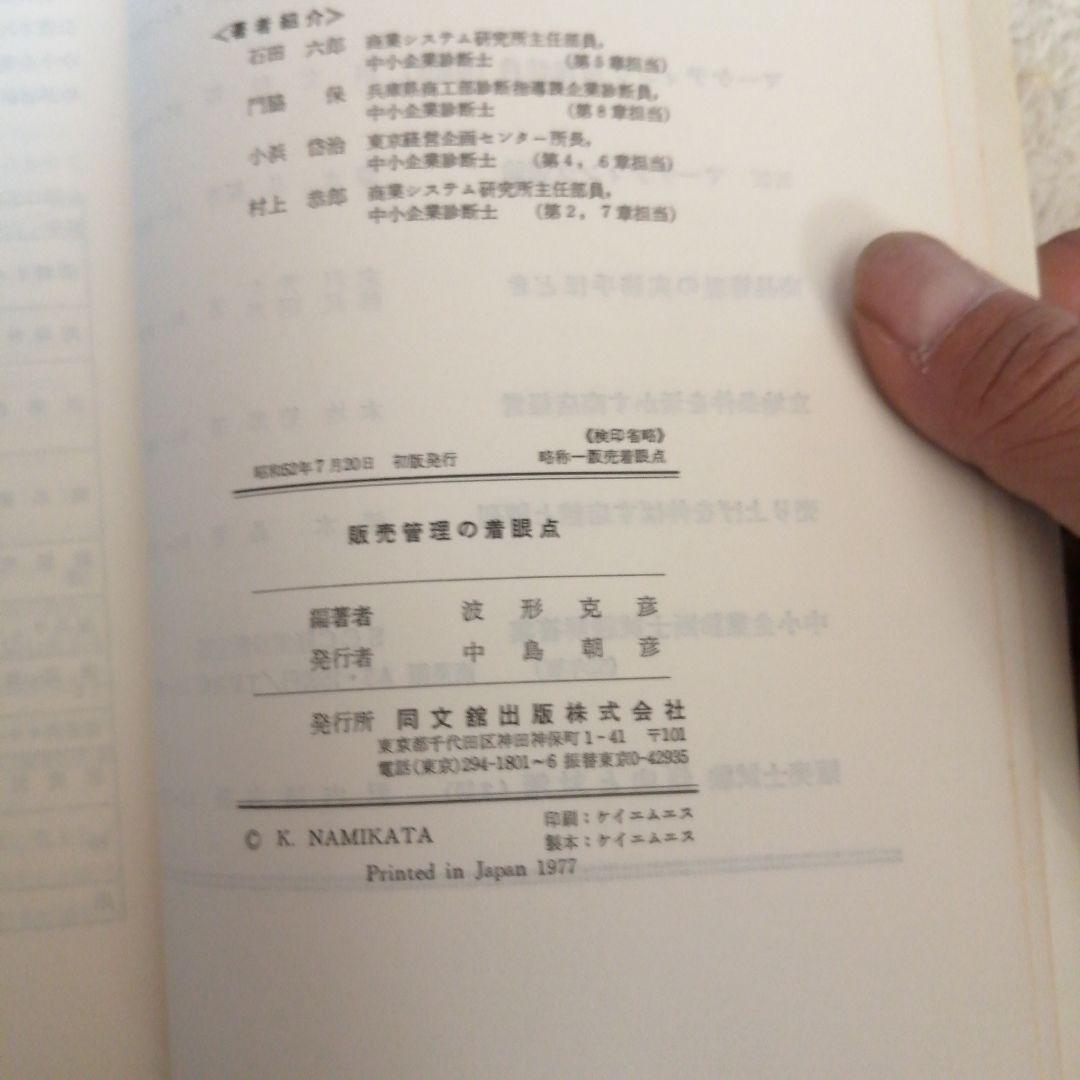 <著者紹介>
石田 六郎 商業システム研究所主任部員,
中小企業診断士 (第5章担当)
門脇 保 兵庫県商工部診断指導課企業診断員,
中小企業診断士 (第8章担当)
小浜 岱治 東京経営企画センター所長,
中小企業診断士 (第4, 6章担当)
村上 恭郎 商業システム研究所主任部員,
中小企業診断士 (第2, 7章担当)
《検印省略》
昭和52年7月20日 初版発行 略称―販売着眼点
販売管理の着眼点
編著者 波形克彦
発行者 中島朝彦
発行所 同文舘出版株式会社
東京都千代田区神田神保町1-41 〒101
電話(東京)294-1801~6 振替東京0-42935
印刷:ケイエムエス
© K. NAMIKATA 製本:ケイエムエス
Printed in Japan 1977